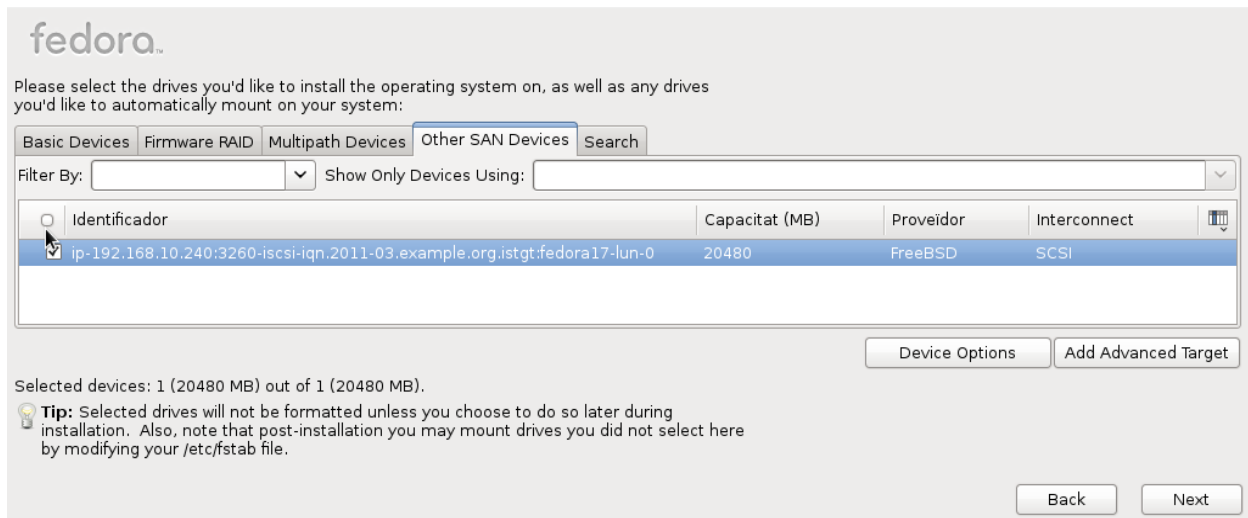 fedora™
Please select the drives you'd like to install the operating system on, as well as any drives
you'd like to automatically mount on your system:
Basic Devices Firmware RAID Multipath Devices Other SAN Devices Search
Filter By: Show Only Devices Using:
Identificador Capacitat (MB) Proveïdor Interconnect
ip-192.168.10.240:3260-iscsi-iqn.2011-03.example.org.istgt:fedora17-lun-0 20480 FreeBSD SCSI
Device Options Add Advanced Target
Selected devices: 1 (20480 MB) out of 1 (20480 MB).
Tip: Selected drives will not be formatted unless you choose to do so later during
installation. Also, note that post-installation you may mount drives you did not select here
by modifying your /etc/fstab file.
Back Next